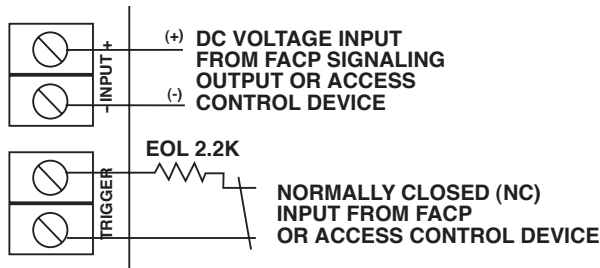 - INPUT +
(+) DC VOLTAGE INPUT
FROM FACP SIGNALING
OUTPUT OR ACCESS
(-) CONTROL DEVICE
TRIGGER
EOL 2.2K
NORMALLY CLOSED (NC)
INPUT FROM FACP
OR ACCESS CONTROL DEVICE